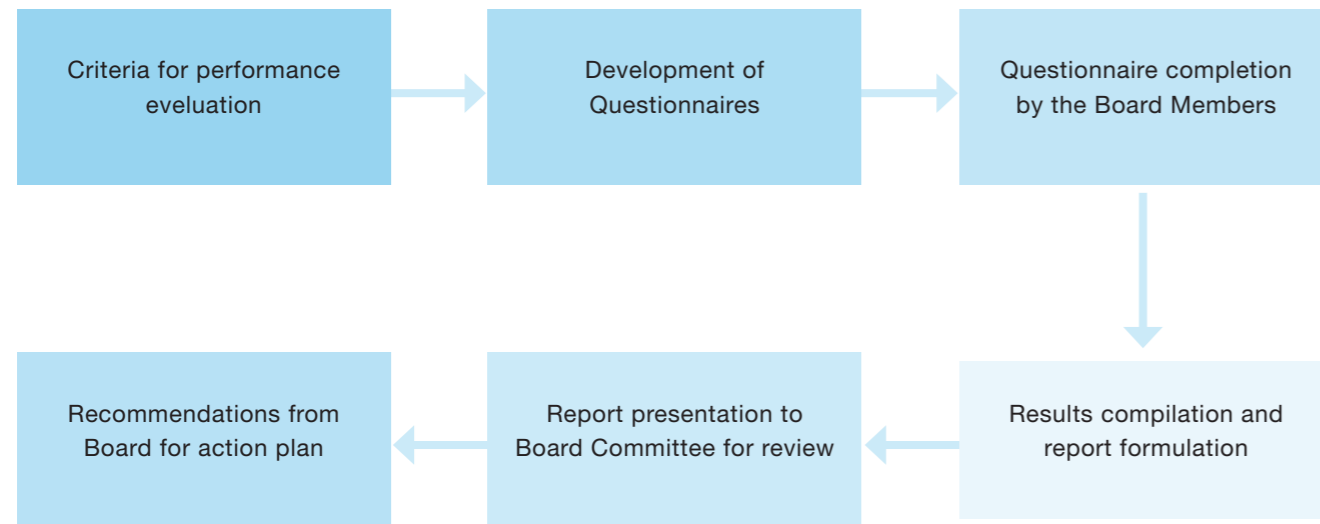 Criteria for performance
eveluation
Development of
Questionnaires
Questionnaire completion
by the Board Members
Results compilation and
report formulation
Report presentation to
Board Committee for review
Recommendations from
Board for action plan